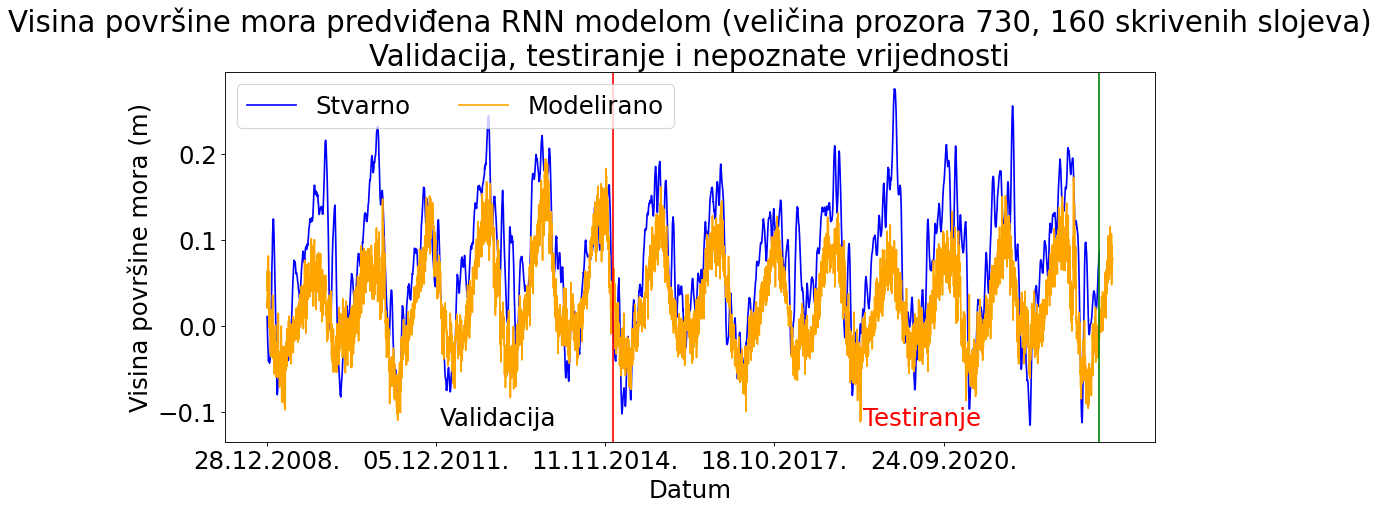 Visina površine mora predviđena RNN modelom (veličina prozora 730, 160 skrivenih slojeva)
Validacija, testiranje i nepoznate vrijednosti
Stvarno Modelirano
Visina površine mora (m)
0.2
0.1
0.0
−0.1
Validacija Testiranje
28.12.2008. 05.12.2011. 11.11.2014. 18.10.2017. 24.09.2020.
Datum